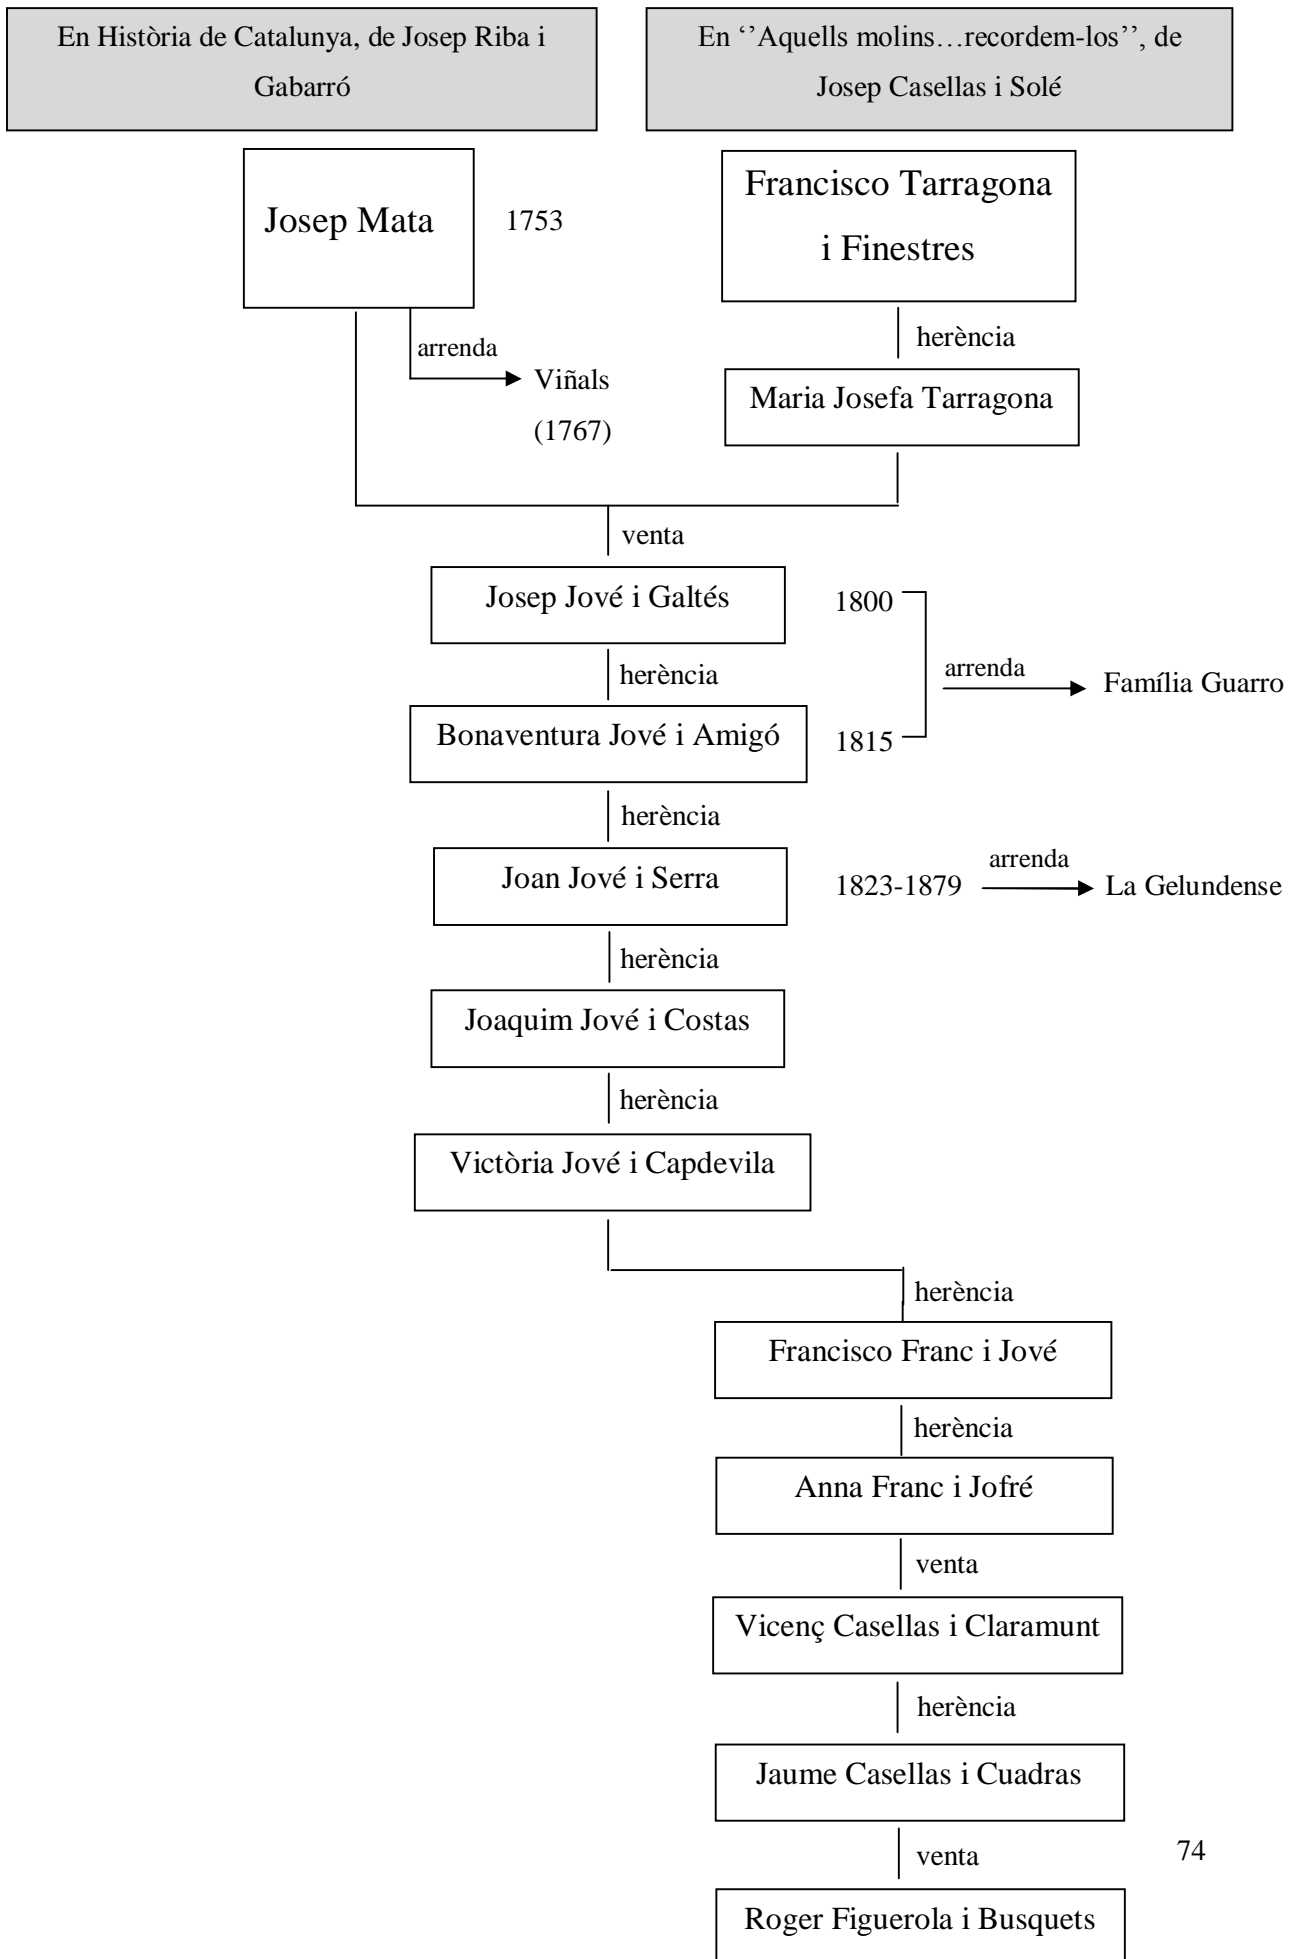 En Història de Catalunya, de Josep Riba i
Gabarró
En ‘’Aquells molins…recordem-los’’, de
Josep Casellas i Solé
Josep Mata
1753
Francisco Tarragona
i Finestres
arrenda
Viñals
(1767)
herència
Maria Josefa Tarragona
venta
Josep Jové i Galtés
1800
herència
arrenda
Família Guarro
Bonaventura Jové i Amigó
1815
herència
Joan Jové i Serra
1823-1879
arrenda
La Gelundense
herència
Joaquim Jové i Costas
herència
Victòria Jové i Capdevila
herència
Francisco Franc i Jové
herència
Anna Franc i Jofré
venta
Vicenç Casellas i Claramunt
herència
Jaume Casellas i Cuadras
venta
74
Roger Figuerola i Busquets